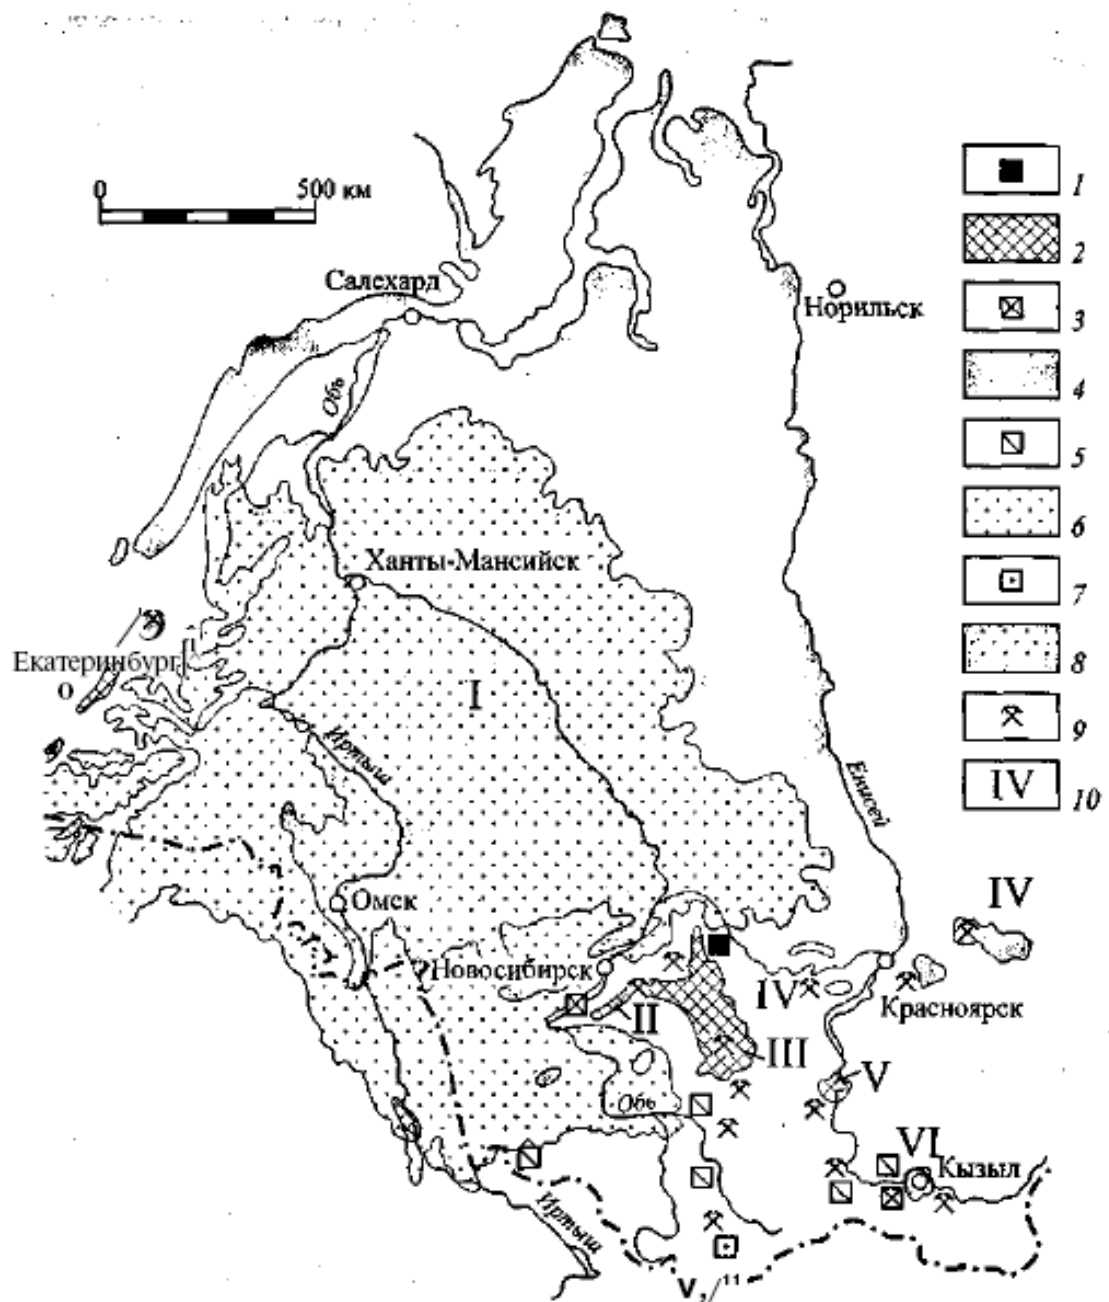 0 500 км
1
2
Салехард
Норильск
3
4
Обь
5
6
Ханты-Мансийск
7
8
Екатеринбург
I
9
Иртыш
Енисей
IV 10
IV
Омск
?
Новосибирск
IV
Красноярск
II
III
V
Обь
VI
Кызыл
Иртыш